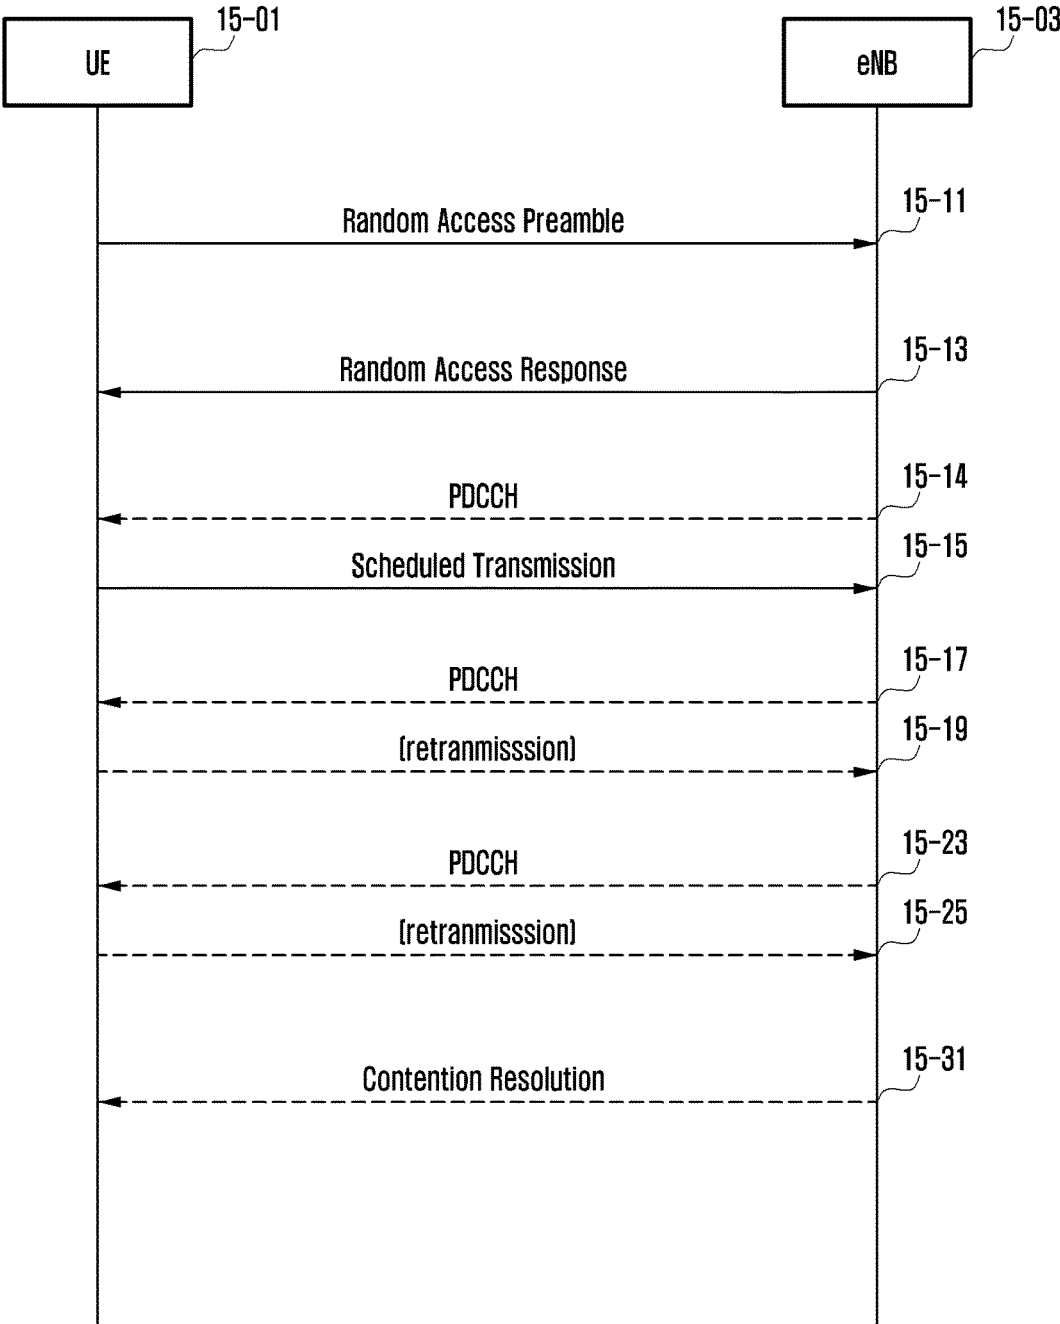 15-01
15-03
UE
eNB
15-11
Random Access Preamble
15-13
Random Access Response
15-14
PDCCH
15-15
Scheduled Transmission
15-17
PDCCH
15-19
(retranmisssion)
15-23
PDCCH
15-25
(retranmisssion)
15-31
Contention Resolution